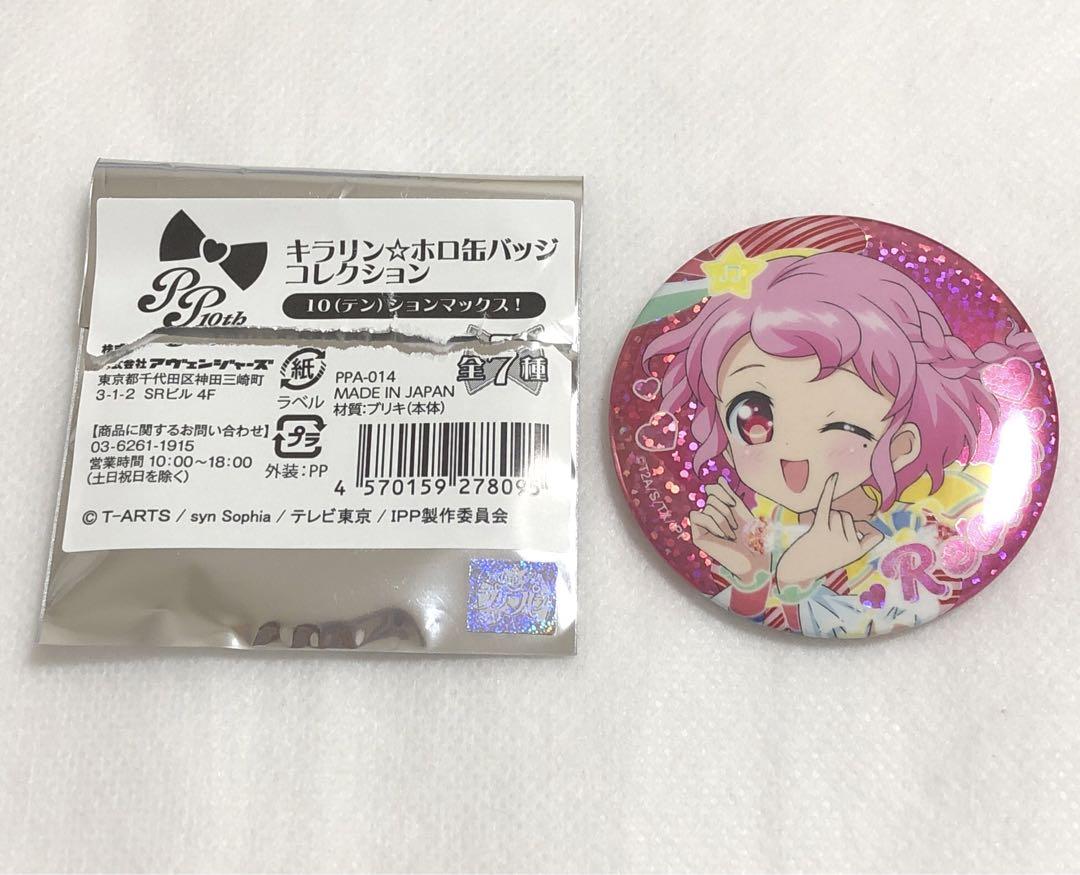 PP10th
キラリン☆ホロ缶バッジ
コレクション
10(テン)ションマックス!
株式会社アヴェンジャーズ
東京都千代田区神田三崎町
3-1-2 SRビル 4F
【商品に関するお問い合わせ】
03-6261-1915
営業時間 10:00~18:00
(土日祝日を除く)
紙
ラベル
プラ
外装:PP
PPA-014
MADE IN JAPAN
材質:ブリキ(本体)
全7種
4 570159 278095
© T-ARTS / syn Sophia / テレビ東京 / IPP製作委員会
プリパラ
R